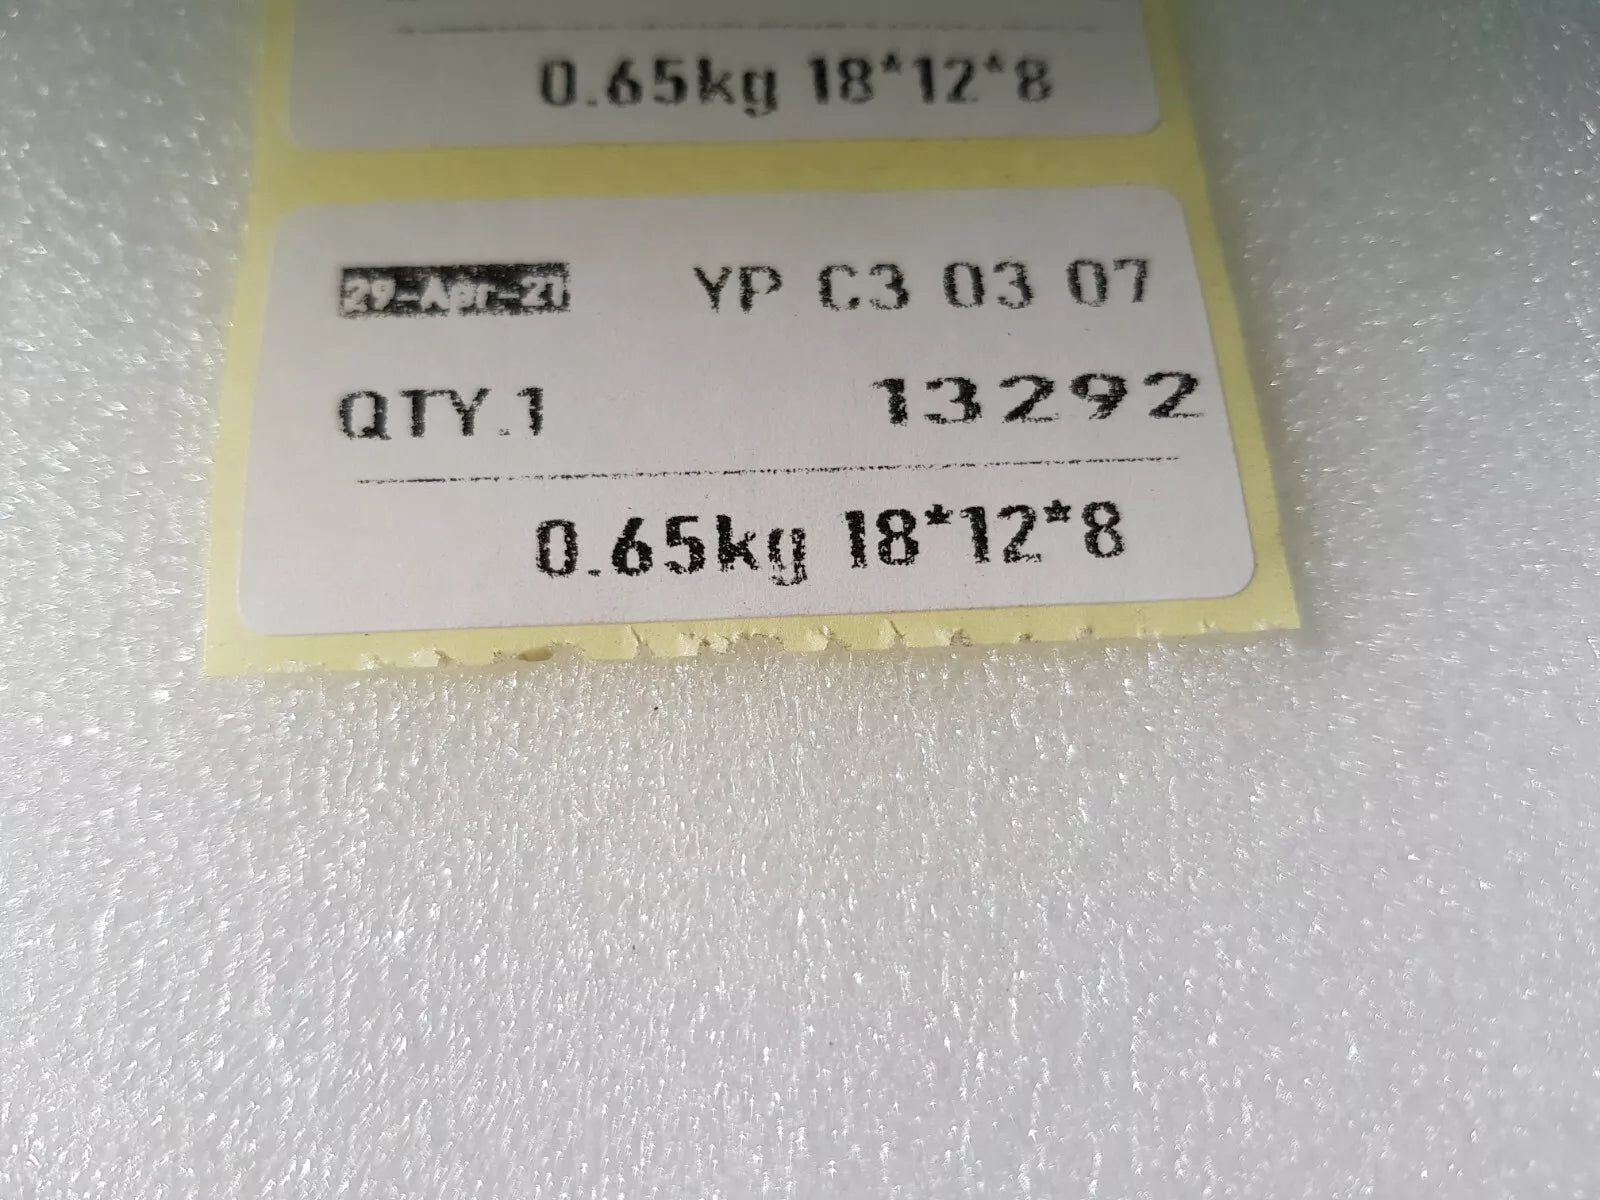 0.65kg 18*12*8
29-Apr-21 YP C3 03 07
QTY.1 13292
0.65kg 18*12*8